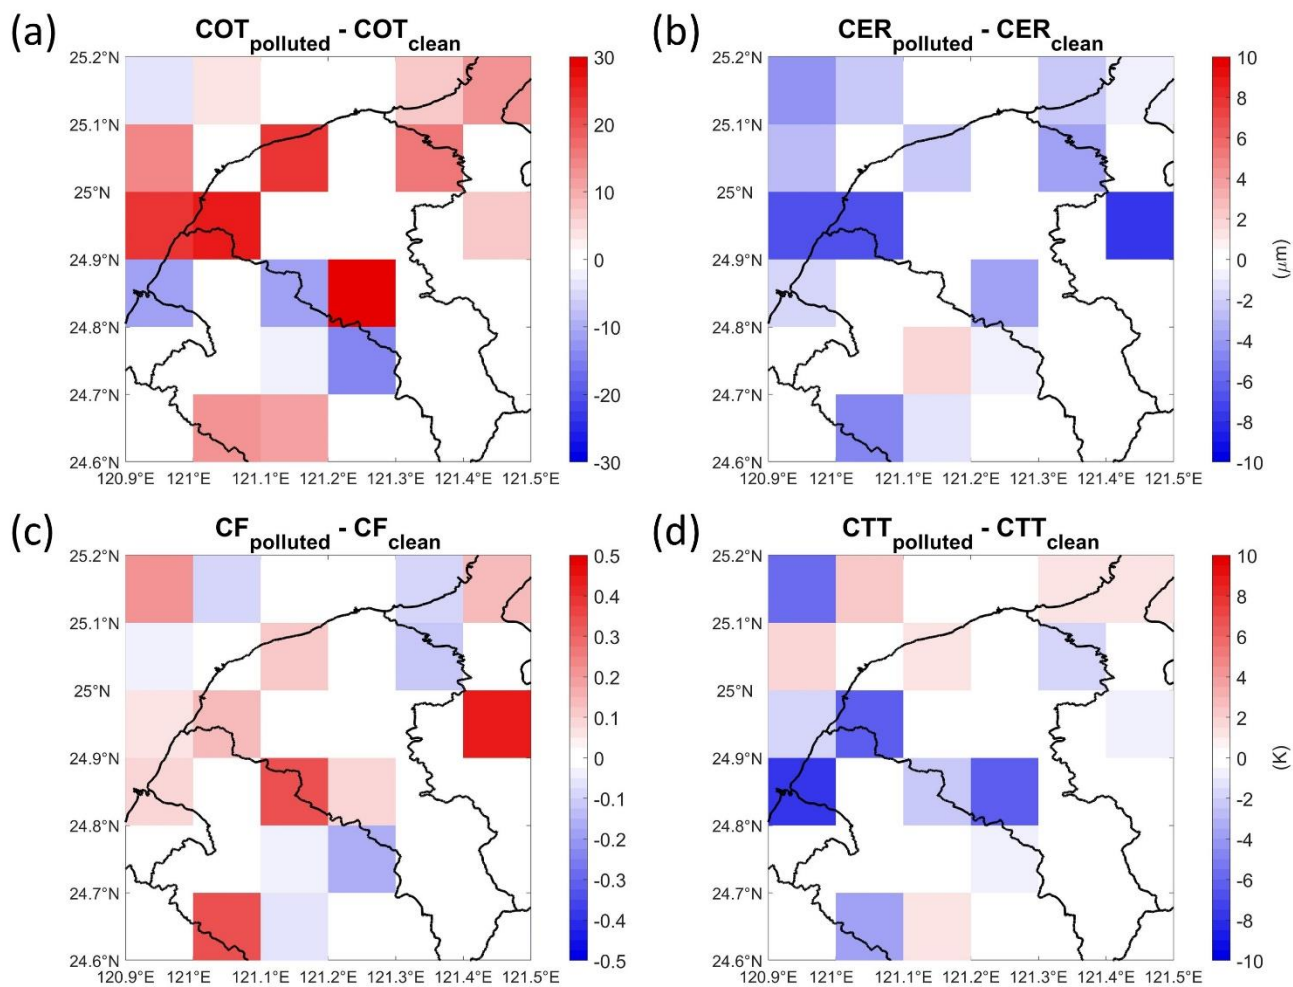 (a)
COTpolluted - COTclean
25.2°N
25.1°N
25°N
24.9°N
24.8°N
24.7°N
24.6°N
120.9°E 121°E 121.1°E 121.2°E 121.3°E 121.4°E 121.5°E
30
20
10
0
-10
-20
-30
(b)
CERpolluted - CERclean
25.2°N
25.1°N
25°N
24.9°N
24.8°N
24.7°N
24.6°N
120.9°E 121°E 121.1°E 121.2°E 121.3°E 121.4°E 121.5°E
10
8
6
4
2
0
-2
-4
-6
-8
-10
(μm)
(c)
CFpolluted - CFclean
25.2°N
25.1°N
25°N
24.9°N
24.8°N
24.7°N
24.6°N
120.9°E 121°E 121.1°E 121.2°E 121.3°E 121.4°E 121.5°E
0.5
0.4
0.3
0.2
0.1
0
-0.1
-0.2
-0.3
-0.4
-0.5
(d)
CTTpolluted - CTTclean
25.2°N
25.1°N
25°N
24.9°N
24.8°N
24.7°N
24.6°N
120.9°E 121°E 121.1°E 121.2°E 121.3°E 121.4°E 121.5°E
10
8
6
4
2
0
-2
-4
-6
-8
-10
(K)